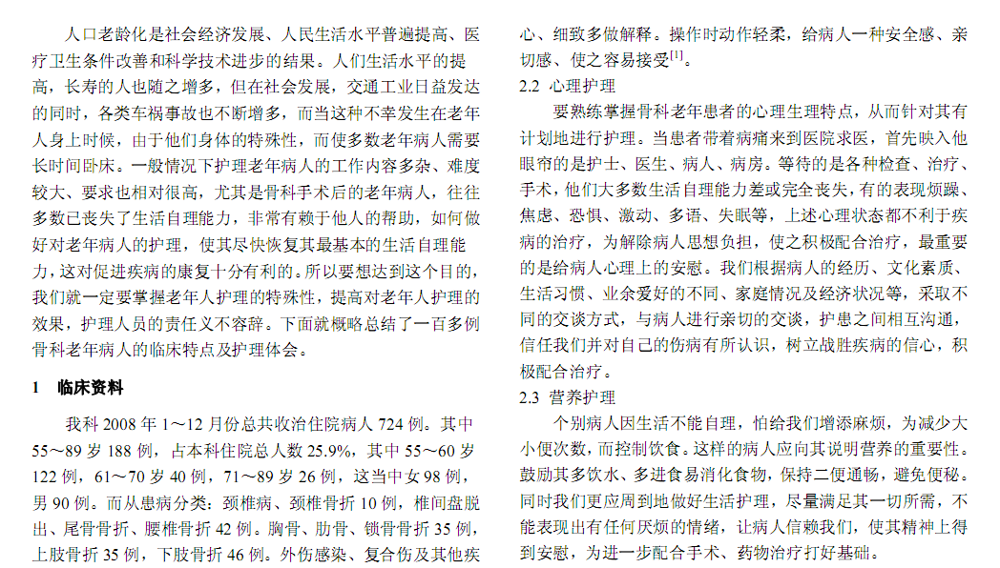 人口老龄化是社会经济发展、人民生活水平普遍提高、医
疗卫生条件改善和科学技术进步的结果。人们生活水平的提
高，长寿的人也随之增多，但在社会发展，交通工业日益发达
的同时，各类车祸事故也不断增多，而当这种不幸发生在老年
人身上时候，由于他们身体的特殊性，而使多数老年病人需要
长时间卧床。一般情况下护理老年病人的工作内容多杂、难度
较大、要求也相对很高，尤其是骨科手术后的老年病人，往往
多数已丧失了生活自理能力，非常有赖于他人的帮助，如何做
好对老年病人的护理，使其尽快恢复其最基本的生活自理能
力，这对促进疾病的康复十分有利的。所以要想达到这个目的，
我们就一定要掌握老年人护理的特殊性，提高对老年人护理的
效果，护理人员的责任义不容辞。下面就概略总结了一百多例
骨科老年病人的临床特点及护理体会。
1 临床资料
我科 2008 年 1～12 月份总共收治住院病人 724 例。其中
55～89 岁 188 例，占本科住院总人数 25.9%，其中 55～60 岁
122 例，61～70 岁 40 例，71～89 岁 26 例，这当中女 98 例，
男 90 例。而从患病分类：颈椎病、颈椎骨折 10 例，椎间盘脱
出、尾骨骨折、腰椎骨折 42 例。胸骨、肋骨、锁骨骨折 35 例，
上肢骨折 35 例，下肢骨折 46 例。外伤感染、复合伤及其他疾
心、细致多做解释。操作时动作轻柔，给病人一种安全感、亲
切感、使之容易接受[1]。
2.2 心理护理
要熟练掌握骨科老年患者的心理生理特点，从而针对其有
计划地进行护理。当患者带着病痛来到医院求医，首先映入他
眼帘的是护士、医生、病人、病房。等待的是各种检查、治疗、
手术，他们大多数生活自理能力差或完全丧失，有的表现烦躁、
焦虑、恐惧、激动、多语、失眠等，上述心理状态都不利于疾
病的治疗，为解除病人思想负担，使之积极配合治疗，最重要
的是给病人心理上的安慰。我们根据病人的经历、文化素质、
生活习惯、业余爱好的不同、家庭情况及经济状况等，采取不
同的交谈方式，与病人进行亲切的交谈，护患之间相互沟通，
信任我们并对自己的伤病有所认识，树立战胜疾病的信心，积
极配合治疗。
2.3 营养护理
个别病人因生活不能自理，怕给我们增添麻烦，为减少大
小便次数，而控制饮食。这样的病人应向其说明营养的重要性。
鼓励其多饮水、多进食易消化食物，保持二便通畅，避免便秘。
同时我们更应周到地做好生活护理，尽量满足其一切所需，不
能表现出有任何厌烦的情绪，让病人信赖我们，使其精神上得
到安慰，为进一步配合手术、药物治疗打好基础。